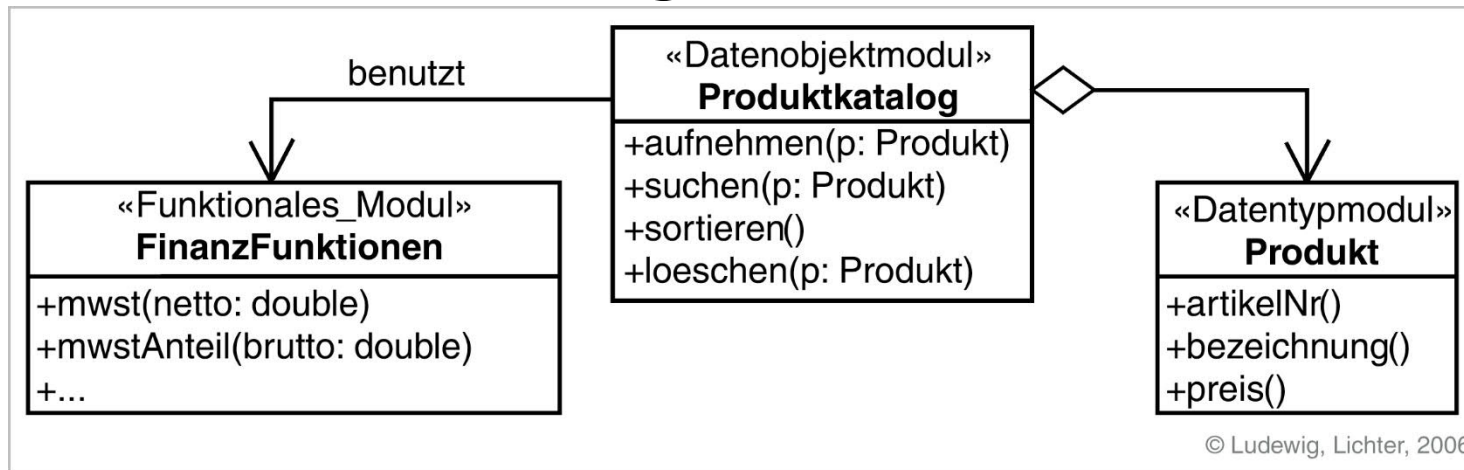 benutzt
«Datenobjektmodul»
Produktkatalog
+aufnehmen(p: Produkt)
+suchen(p: Produkt)
+sortieren()
+loeschen(p: Produkt)
«Funktionales_Modul»
FinanzFunktionen
+mwst(netto: double)
+mwstAnteil(brutto: double)
+...
«Datentypmodul»
Produkt
+artikelNr()
+bezeichnung()
+preis()
© Ludewig, Lichter, 2006